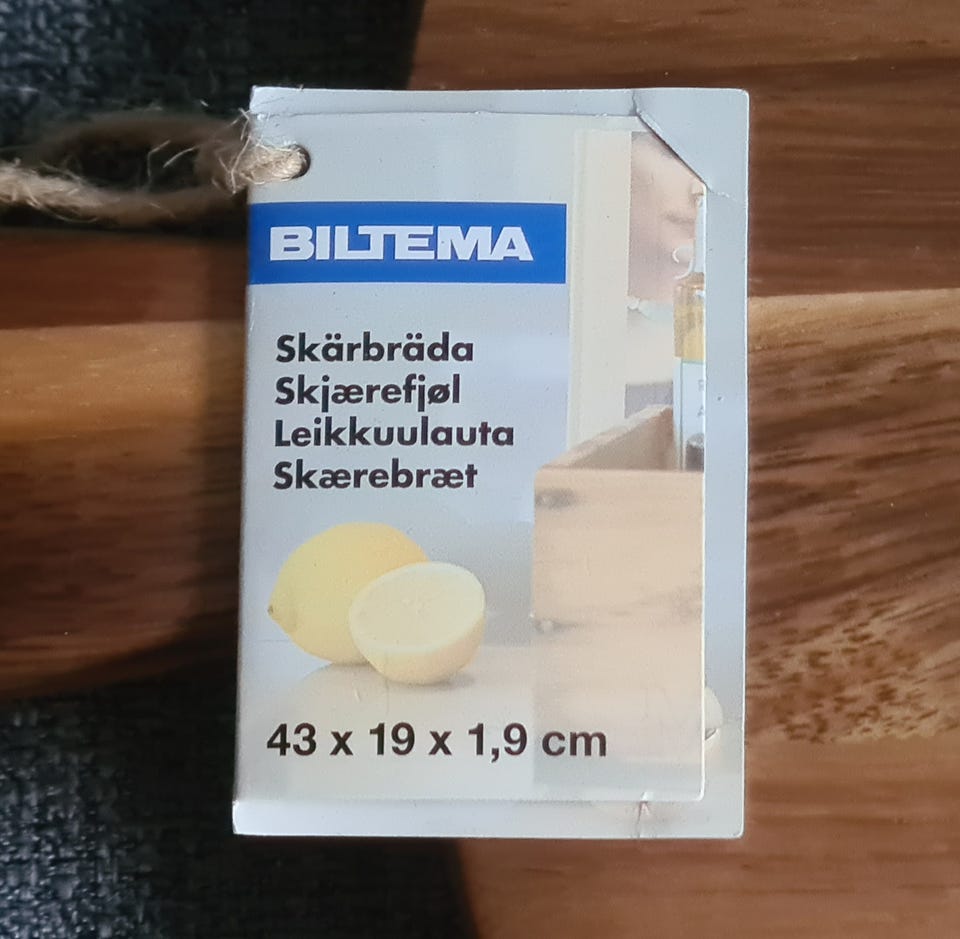 BILTEMA
Skärbräda
Skjærefjøl
Leikkuulauta
Skærebræt
43 x 19 x 1,9 cm